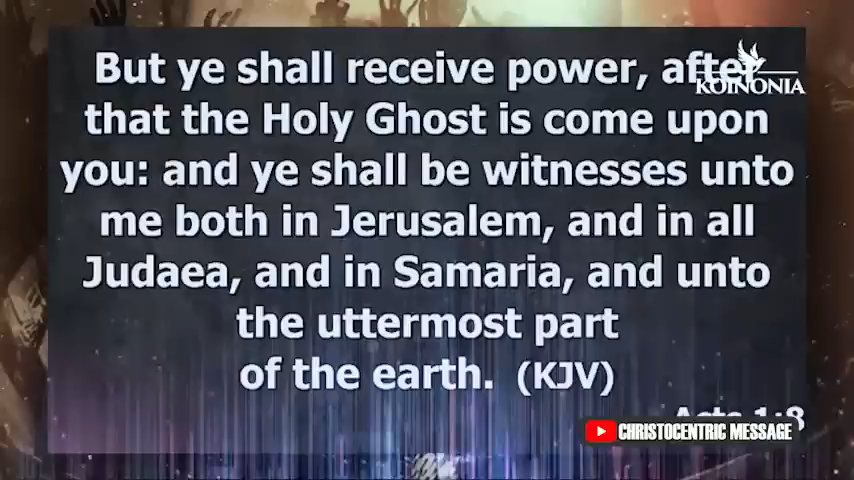 But ye shall receive power, after
KOINONIA
that the Holy Ghost is come upon
you: and ye shall be witnesses unto
me both in Jerusalem, and in all
Judaea, and in Samaria, and unto
the uttermost part
of the earth. (KJV)
Acts 1:8
CHRISTOCENTRIC MESSAGE